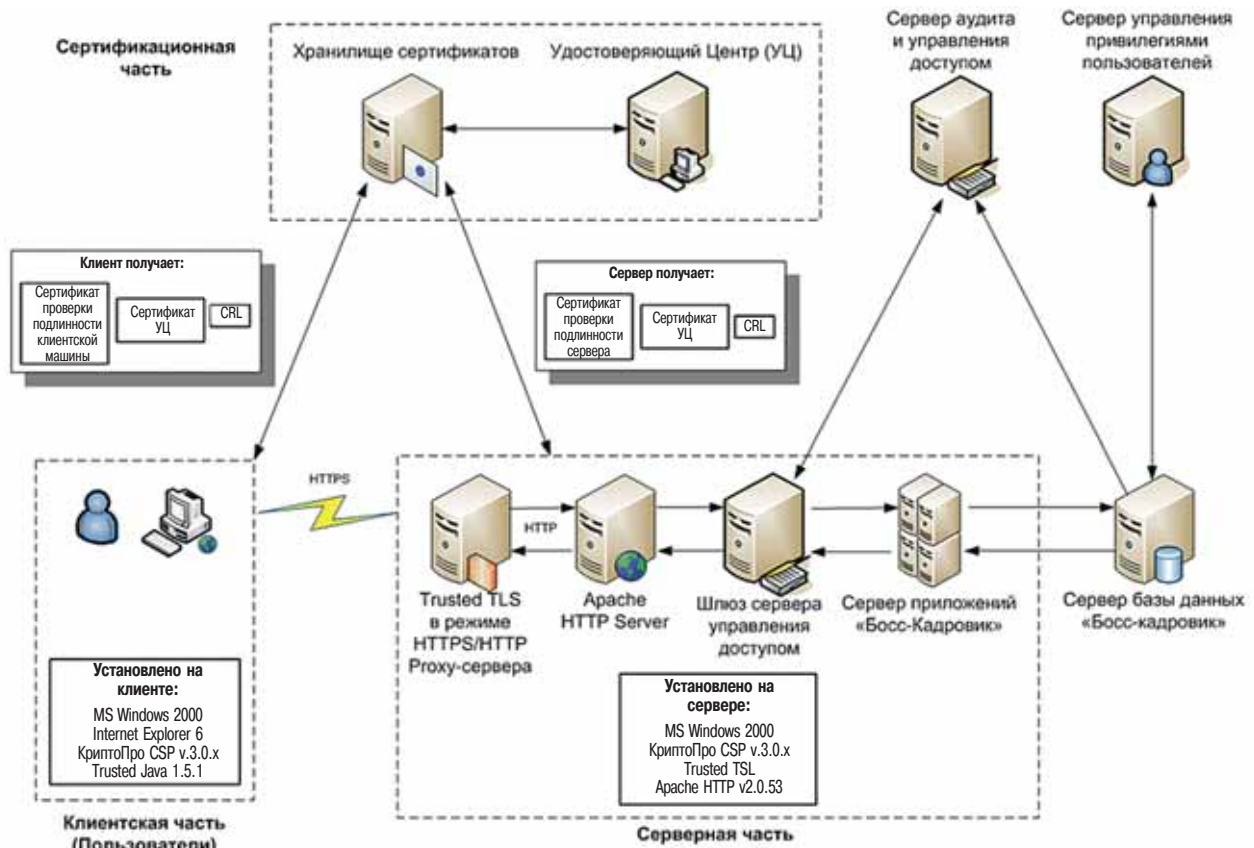 Сертификационная
часть
Хранилище сертификатов
Удостоверяющий Центр (УЦ)
Сервер аудита
и управления
доступом
Сервер управления
привилегиями
пользователей
Клиент получает:
Сертификат
проверки
подлинности
клиентской
машины
Сертификат
УЦ
CRL
Сервер получает:
Сертификат
проверки
подлинности
сервера
Сертификат
УЦ
CRL
HTTPS
HTTP
Trusted TLS
в режиме
HTTPS/HTTP
Proxy-сервера
Apache
HTTP Server
Шлюз сервера
управления
доступом
Сервер приложений
«Босс-Кадровик»
Сервер базы данных
«Босс-кадровик»
Установлено на
клиенте:
MS Windows 2000
Internet Explorer 6
КриптоПро CSP v.3.0.x
Trusted Java 1.5.1
Установлено на
сервере:
MS Windows 2000
КриптоПро CSP v.3.0.x
Trusted TSL
Apache HTTP v2.0.53
Клиентская часть
(Пользователи)
Серверная часть